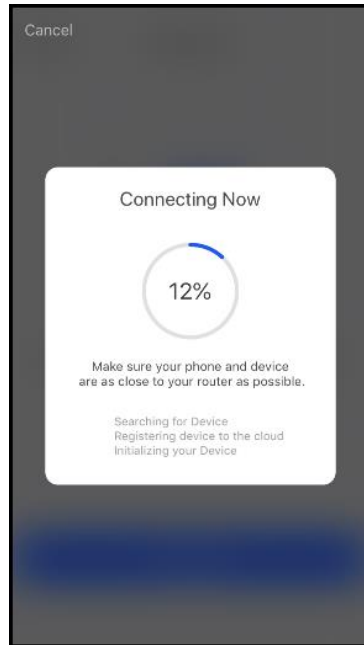 Cancel
Connecting Now
12%
Make sure your phone and device
are as close to your router as possible.
Searching for Device
Registering device to the cloud
Initializing your Device